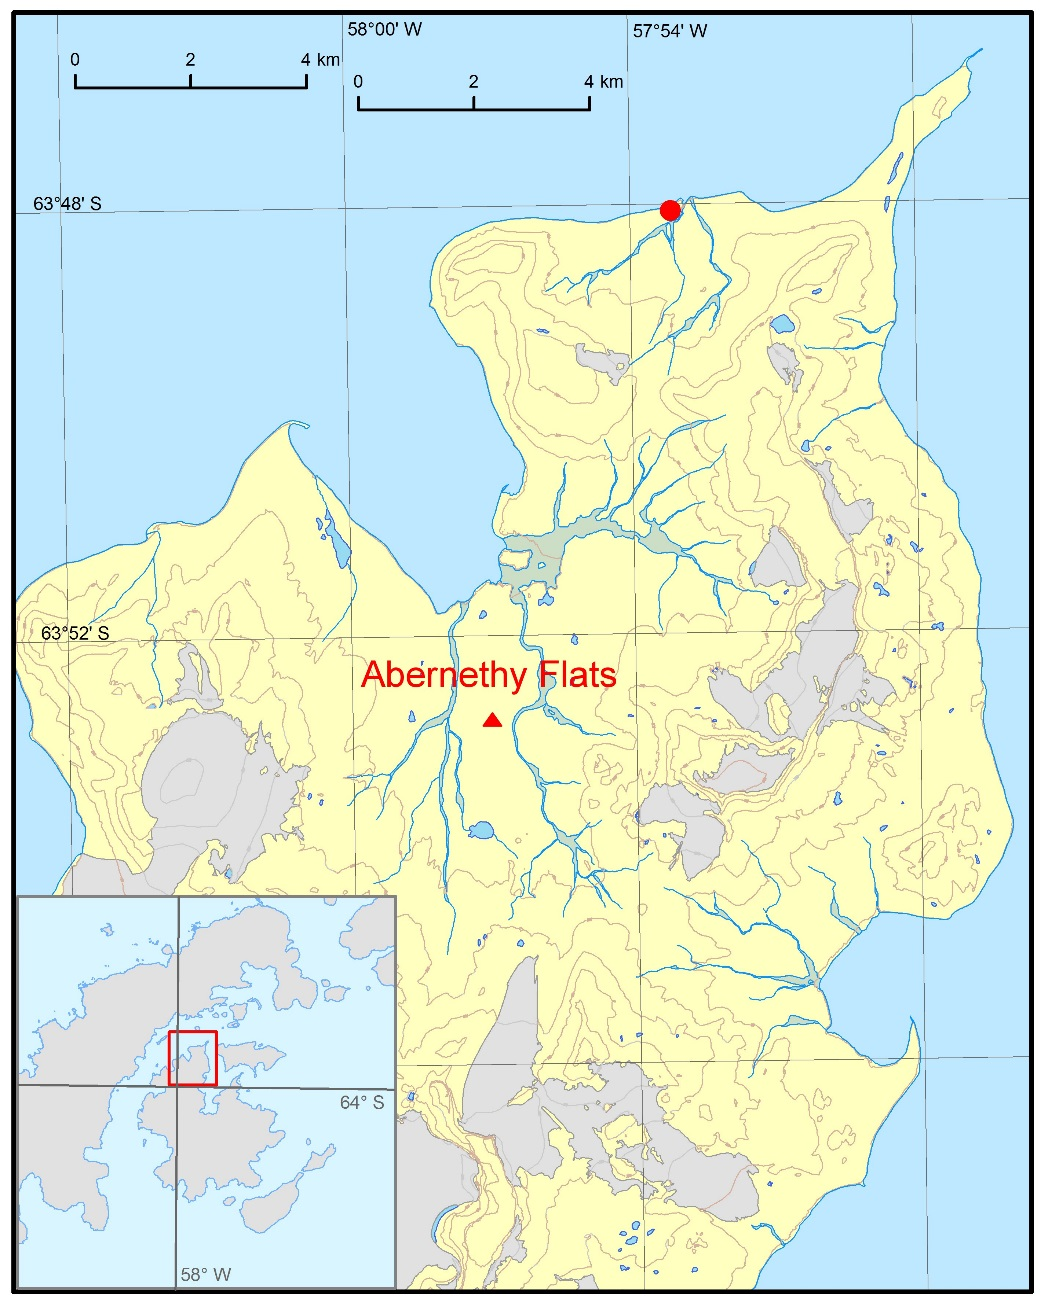 58°00' W
57°54' W
0 2 4 km
0 2 4 km
63°48' S
63°52' S
Abernethy Flats
64° S
58° W